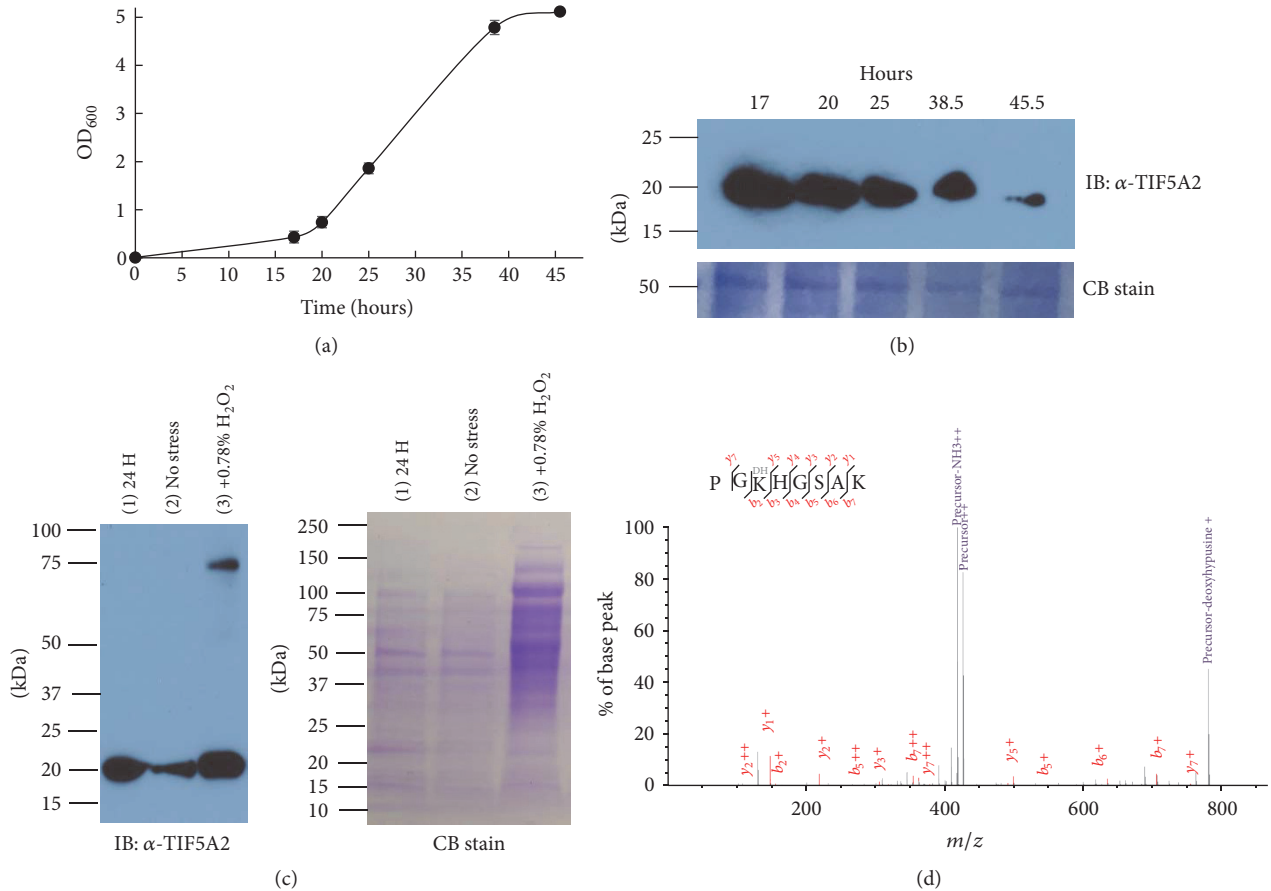 OD600
5
4
3
2
1
0
0 5 10 15 20 25 30 35 40 45
Time (hours)
(a)
Hours
17 20 25 38.5 45.5
25
20
15
(kDa)
IB: α-TIF5A2
50
CB stain
(b)
(1) 24 H
(2) No stress
(3) +0.78% H2O2
100
75
50
37
25
20
15
(kDa)
IB: α-TIF5A2
(1) 24 H
(2) No stress
(3) +0.78% H2O2
250
150
100
75
50
37
25
20
15
10
(kDa)
CB stain
(c)
y7 y5 y4 y3 y2 y1
DH
P G K H G S A K
b2 b3 b4 b5 b6 b7
Precursor-NH3++
Precursor++
Precursor-deoxyhypusine +
% of base peak
100
80
60
40
20
0
y2++
y1+
b2+
y2+
b5++
y3+
b7++
y7++
y5+
b5+
b6+
b7+
y7+
200 400 600 800
m/z
(d)